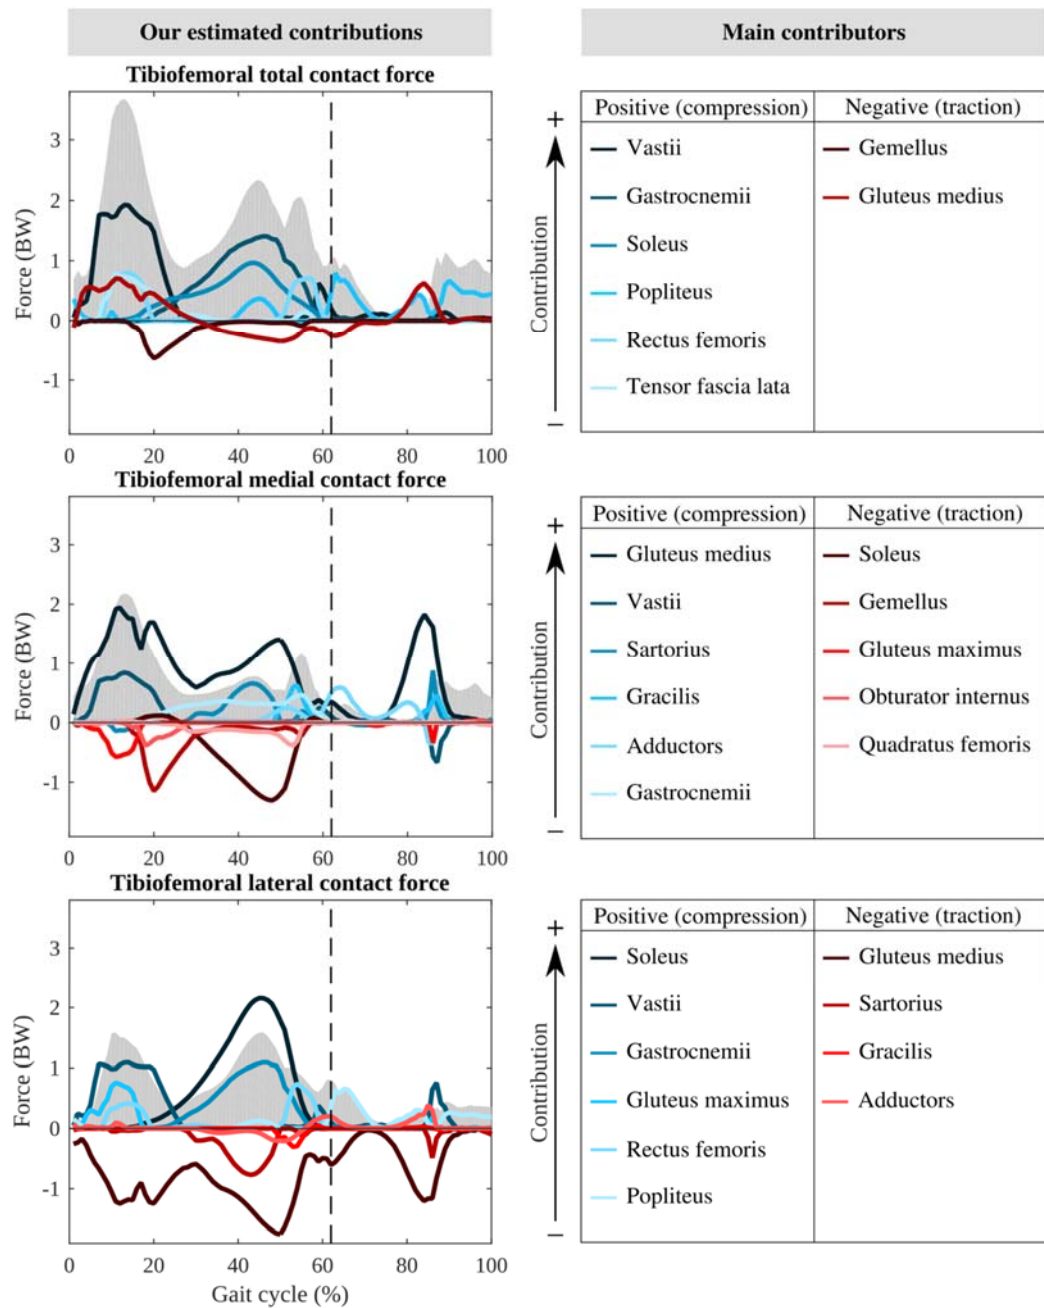 Our estimated contributions
Main contributors
Tibiofemoral total contact force
Force (BW)
3
2
1
0
-1
0 20 40 60 80 100
Contribution
+
−
Positive (compression) Negative (traction)
Vastii Gemellus
Gastrocnemii Gluteus medius
Soleus
Popliteus
Rectus femoris
Tensor fascia lata
Tibiofemoral medial contact force
Force (BW)
3
2
1
0
-1
0 20 40 60 80 100
Contribution
+
−
Positive (compression) Negative (traction)
Gluteus medius Soleus
Vastii Gemellus
Sartorius Gluteus maximus
Gracilis Obturator internus
Adductors Quadratus femoris
Gastrocnemii
Tibiofemoral lateral contact force
Force (BW)
3
2
1
0
-1
0 20 40 60 80 100
Gait cycle (%)
Contribution
+
−
Positive (compression) Negative (traction)
Soleus Gluteus medius
Vastii Sartorius
Gastrocnemii Gracilis
Gluteus maximus Adductors
Rectus femoris
Popliteus